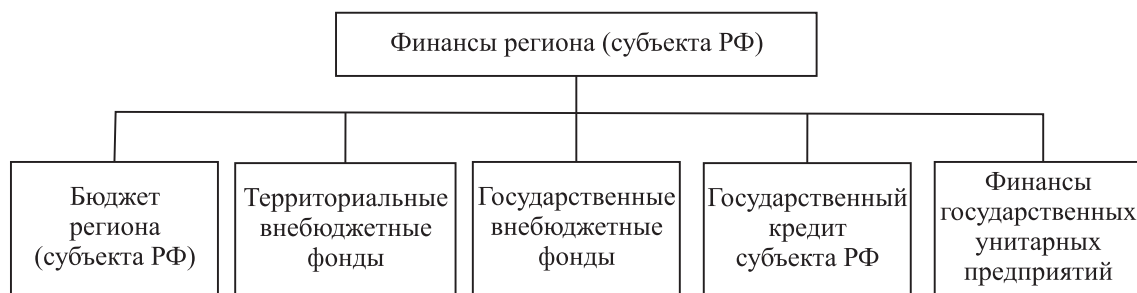 Финансы региона (субъекта РФ)
Бюджет
региона
(субъекта РФ)
Территориальные
внебюджетные
фонды
Государственные
внебюджетные
фонды
Государственный
кредит
субъекта РФ
Финансы
государственных
унитарных
предприятий